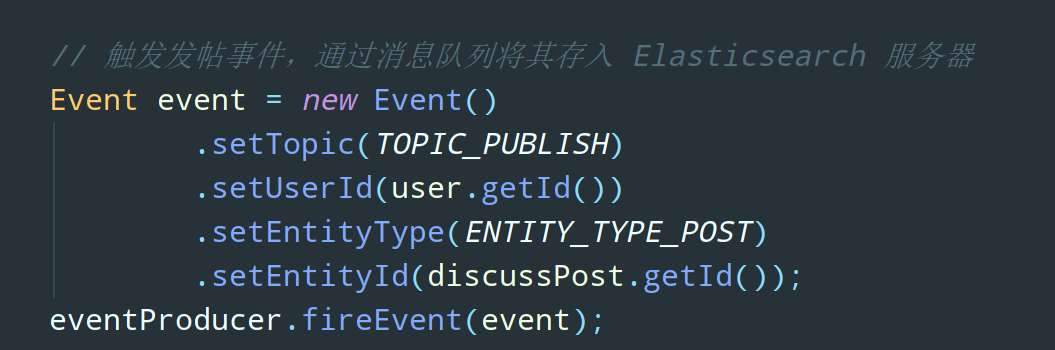 // 触发发帖事件，通过消息队列将其存入 Elasticsearch 服务器
Event event = new Event()
.setTopic(TOPIC_PUBLISH)
.setUserId(user.getId())
.setEntityType(ENTITY_TYPE_POST)
.setEntityId(discussPost.getId());
eventProducer.fireEvent(event);